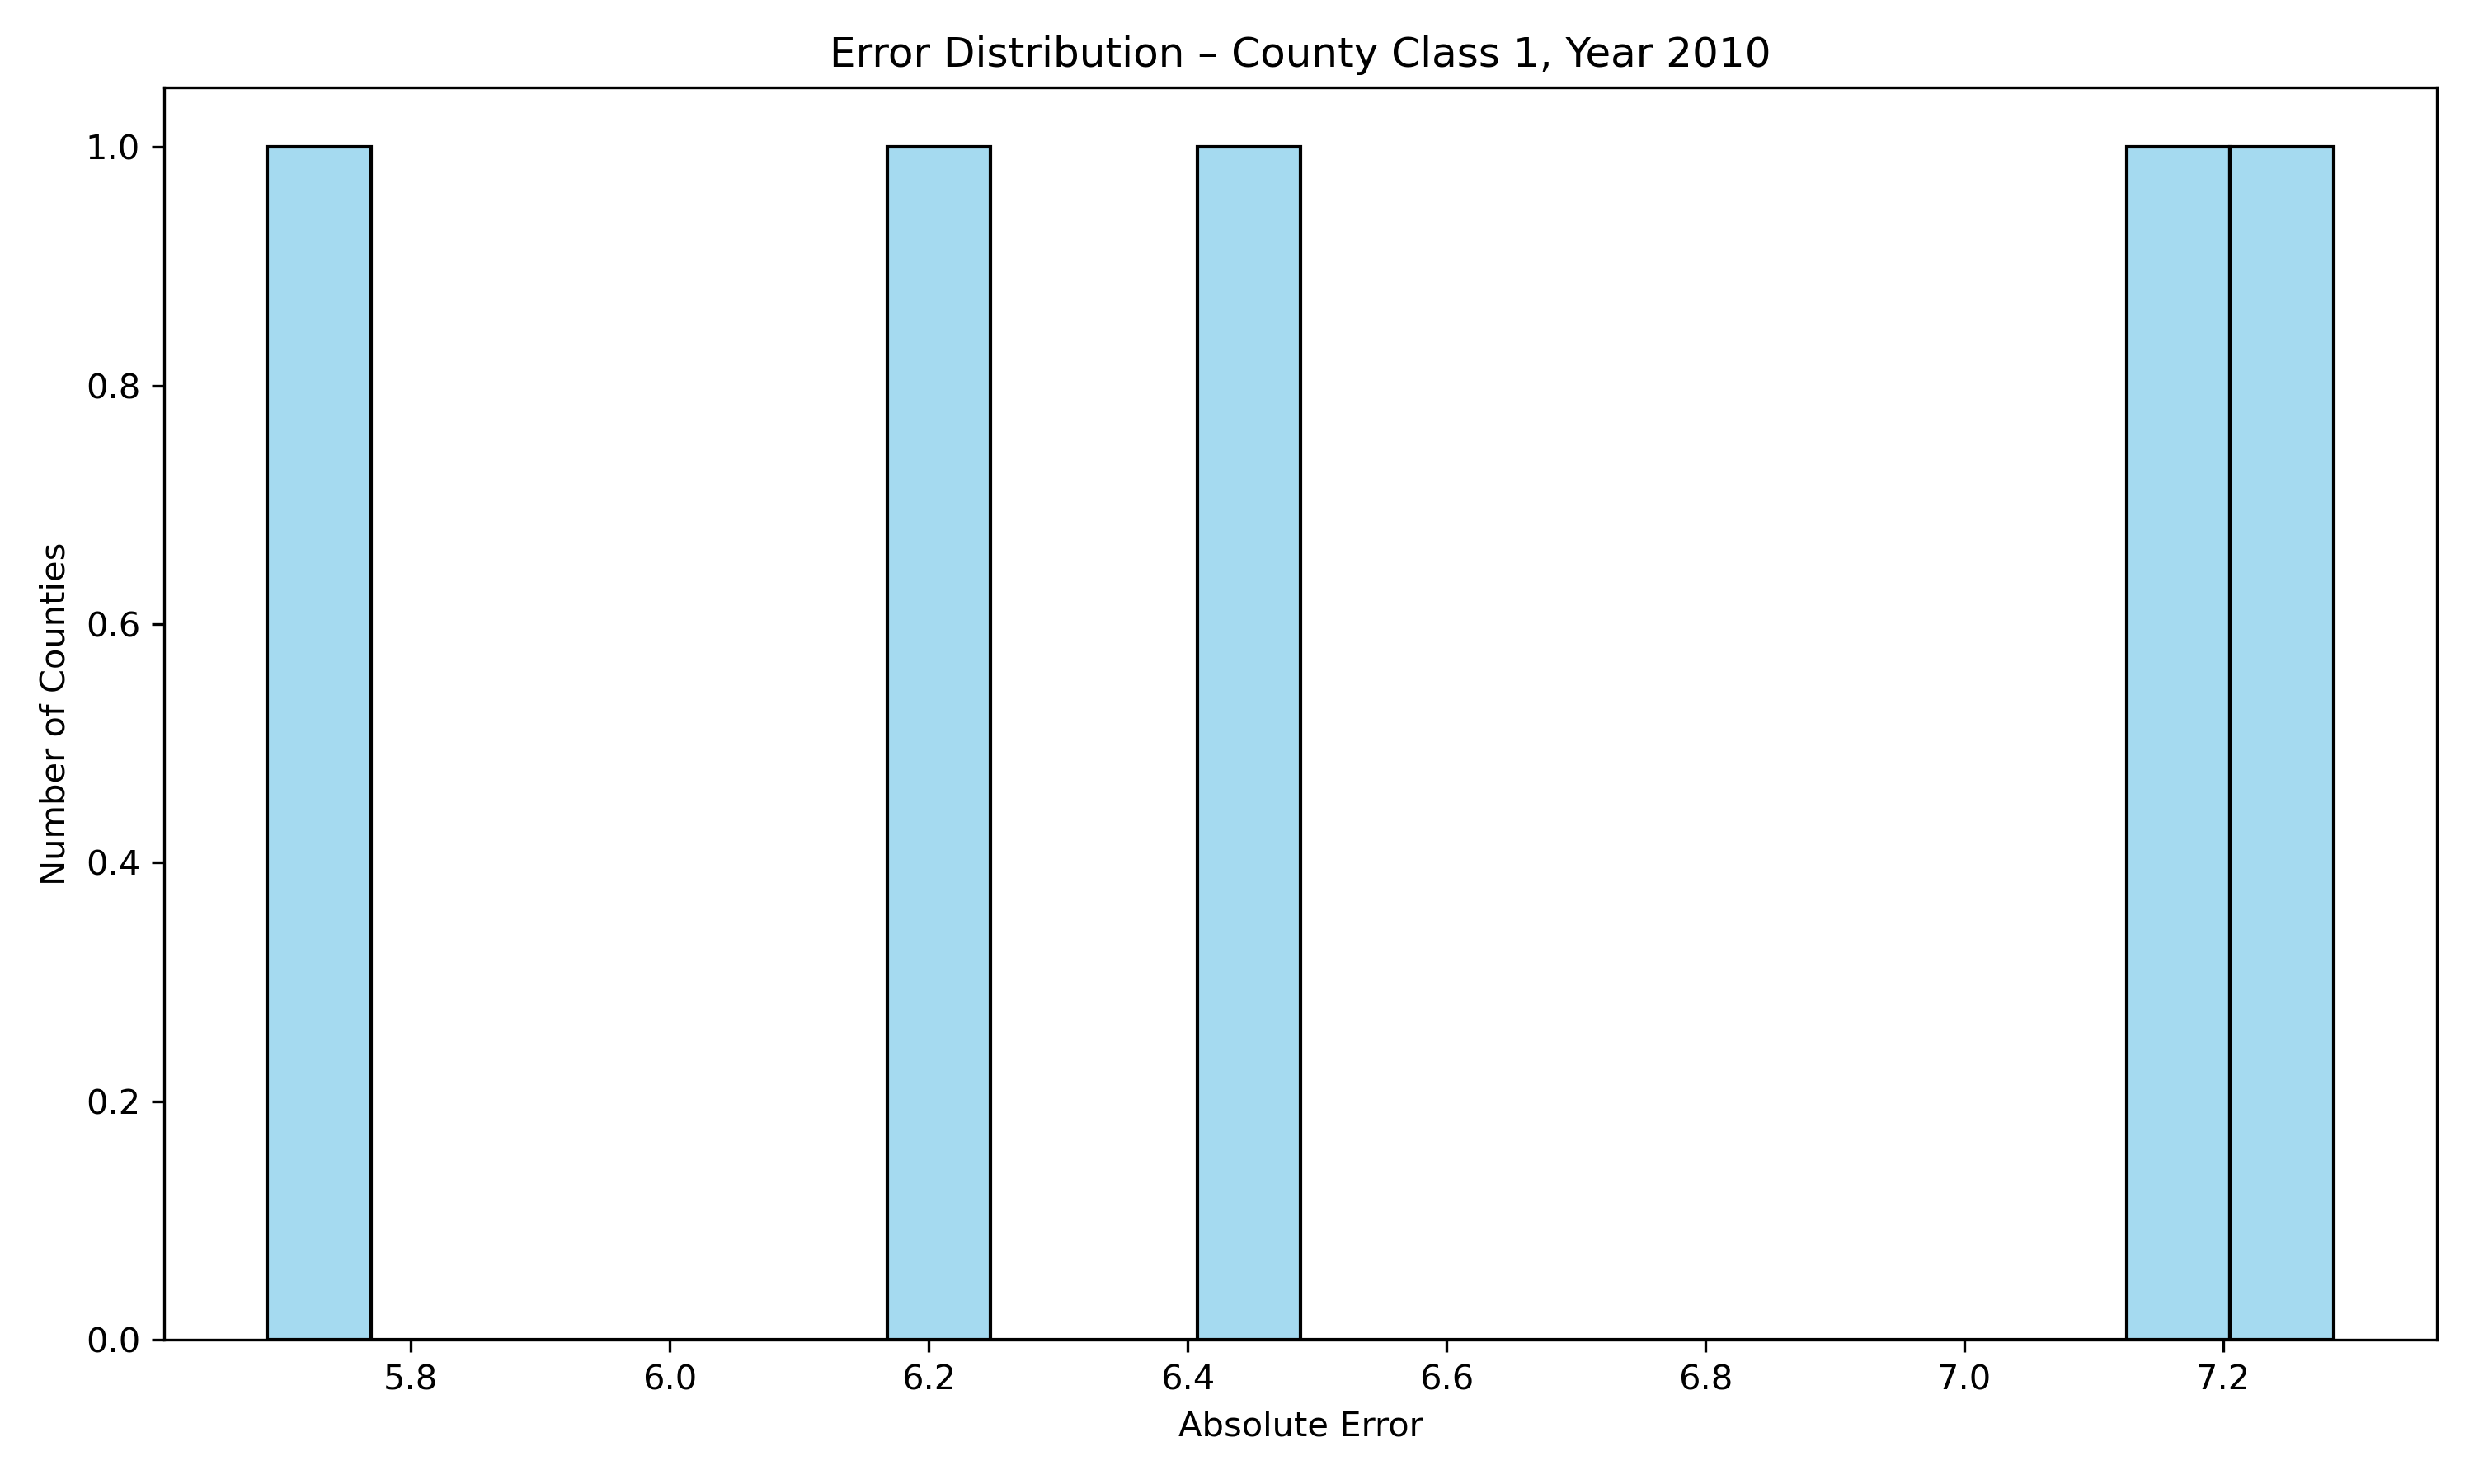 Error Distribution – County Class 1, Year 2010
1.0
0.8
0.6
0.4
0.2
0.0
Number of Counties
5.8 6.0 6.2 6.4 6.6 6.8 7.0 7.2
Absolute Error